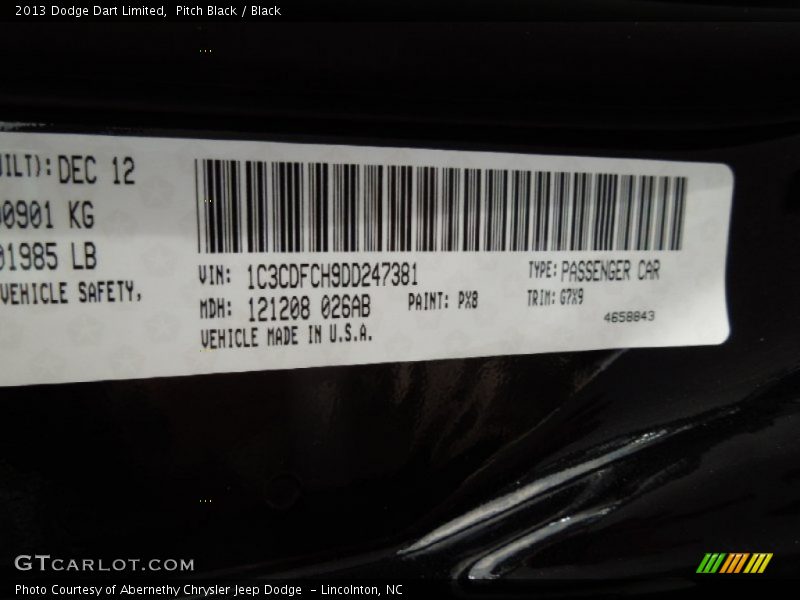 2013 Dodge Dart Limited, Pitch Black / Black
UILT): DEC 12
00901 KG
01985 LB
VEHICLE SAFETY,
VIN: 1C3CDFCH9DD247381
TYPE: PASSENGER CAR
MDH: 121208 026AB
PAINT: PX8
TRIM: G7X9
VEHICLE MADE IN U.S.A.
4658843
GTCARLOT.COM
Photo Courtesy of Abernethy Chrysler Jeep Dodge - Lincolnton, NC